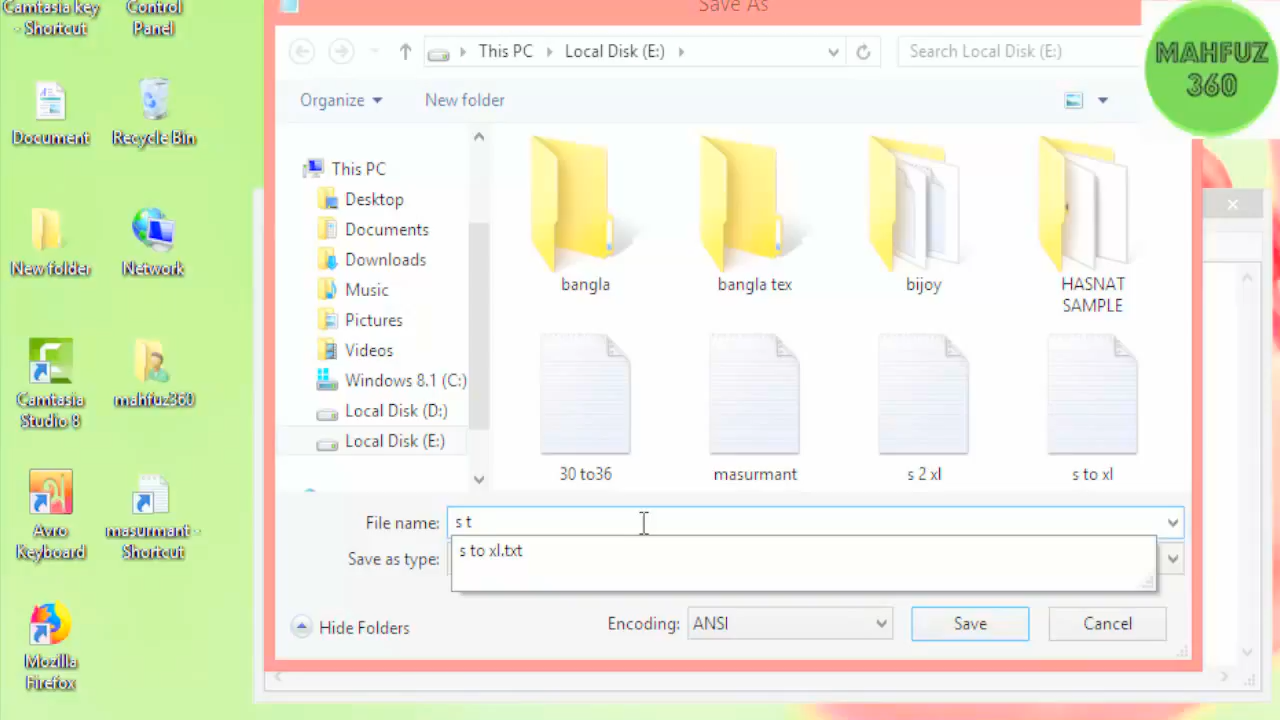 Camtasia key
- Shortcut
Control
Panel
Document
Recycle Bin
New folder
Network
Camtasia
Studio 8
mahfuz360
Avro
Keyboard
masurmant -
Shortcut
Mozilla
Firefox
Save As
This PC
Local Disk (E:)
Search Local Disk (E:)
MAHFUZ
360
Organize
New folder
This PC
Desktop
Documents
Downloads
Music
Pictures
Videos
Windows 8.1 (C:)
Local Disk (D:)
Local Disk (E:)
bangla
bangla tex
bijoy
HASNAT
SAMPLE
30 to36
masurmant
s 2 xl
s to xl
File name:
s t
s to xl.txt
Save as type:
Hide Folders
Encoding:
ANSI
Save
Cancel